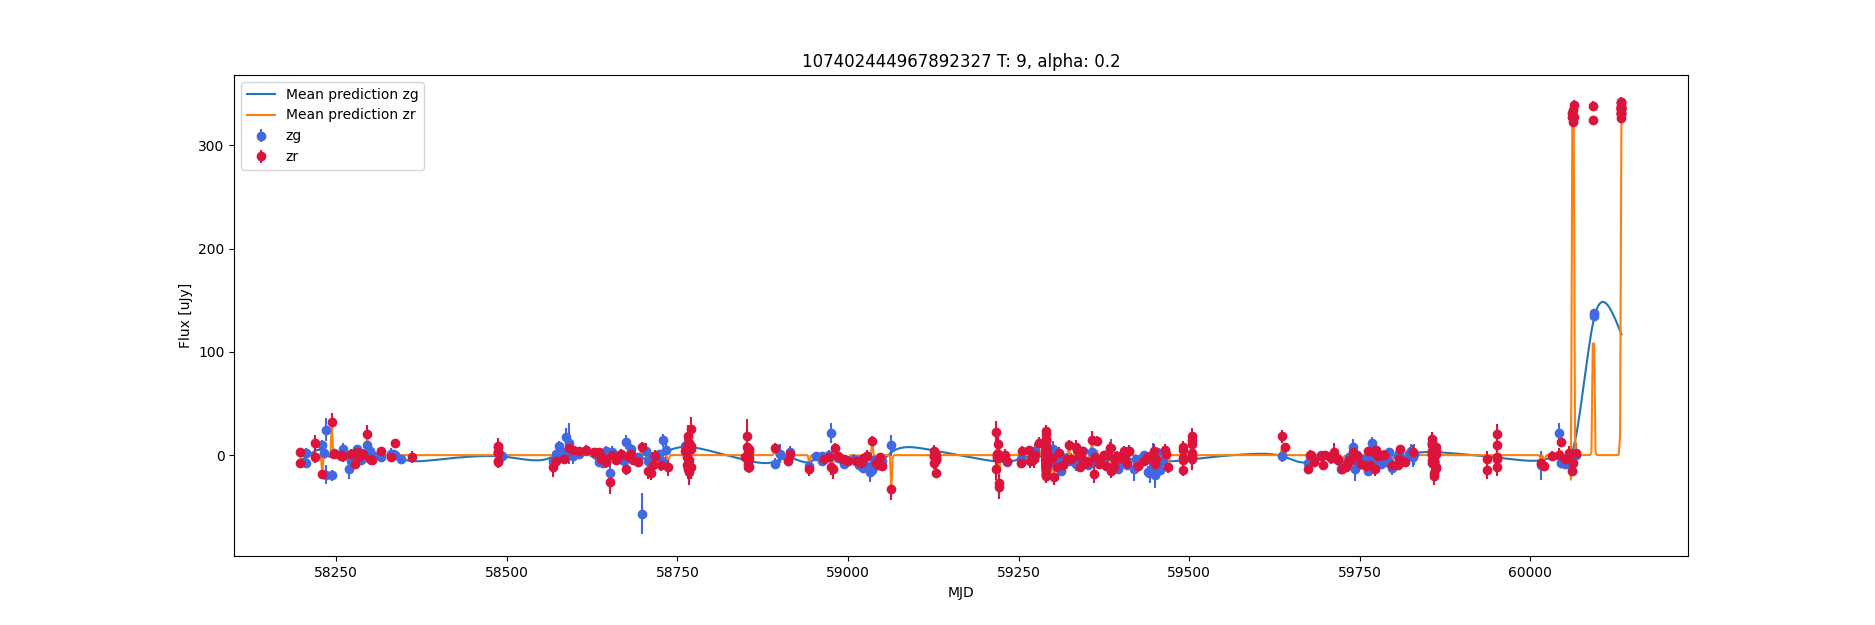 107402444967892327 T: 9, alpha: 0.2
Mean prediction zg
Mean prediction zr
zg
zr
Flux [uJy]
300
200
100
0
58250 58500 58750 59000 59250 59500 59750 60000
MJD